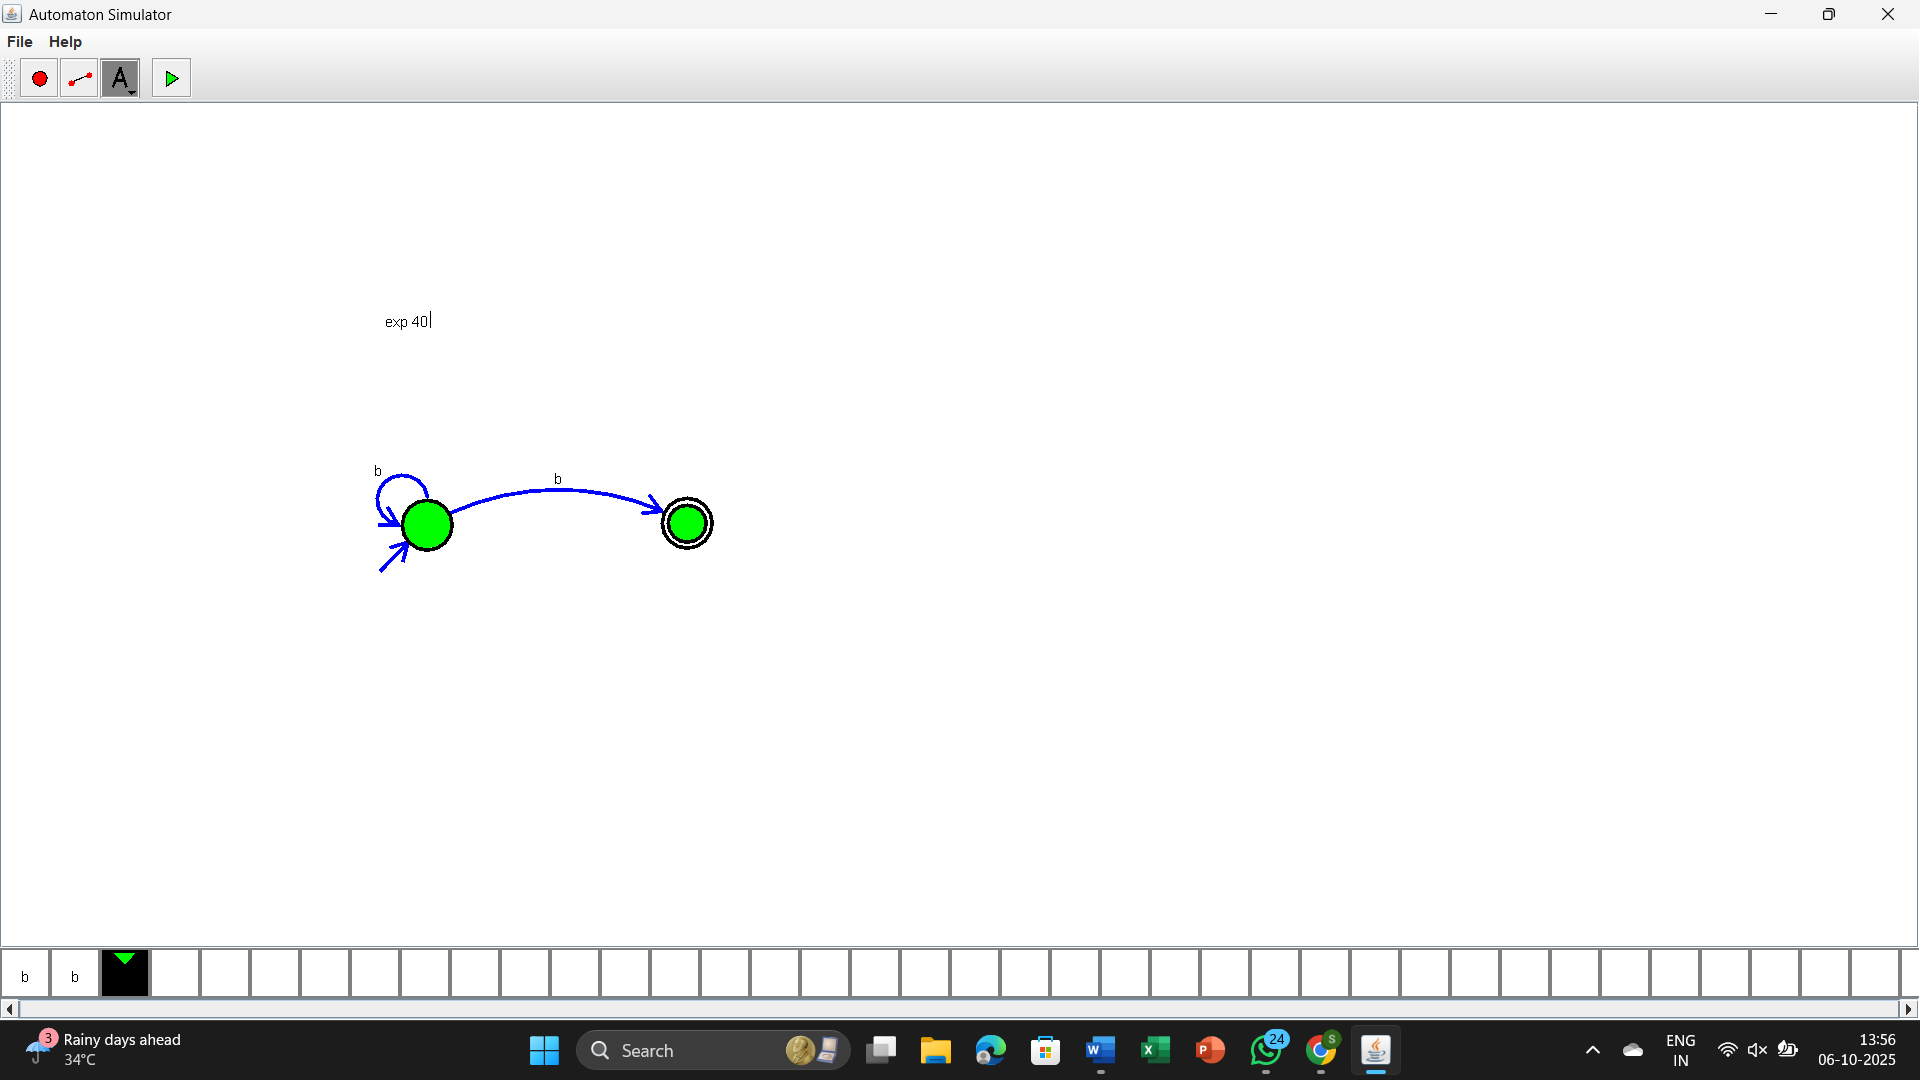 Automaton Simulator
File Help
A
exp 40
b
b
b b
3
Rainy days ahead
34°C
Search
W
X
P
24
S
ENG
IN
13:56
06-10-2025